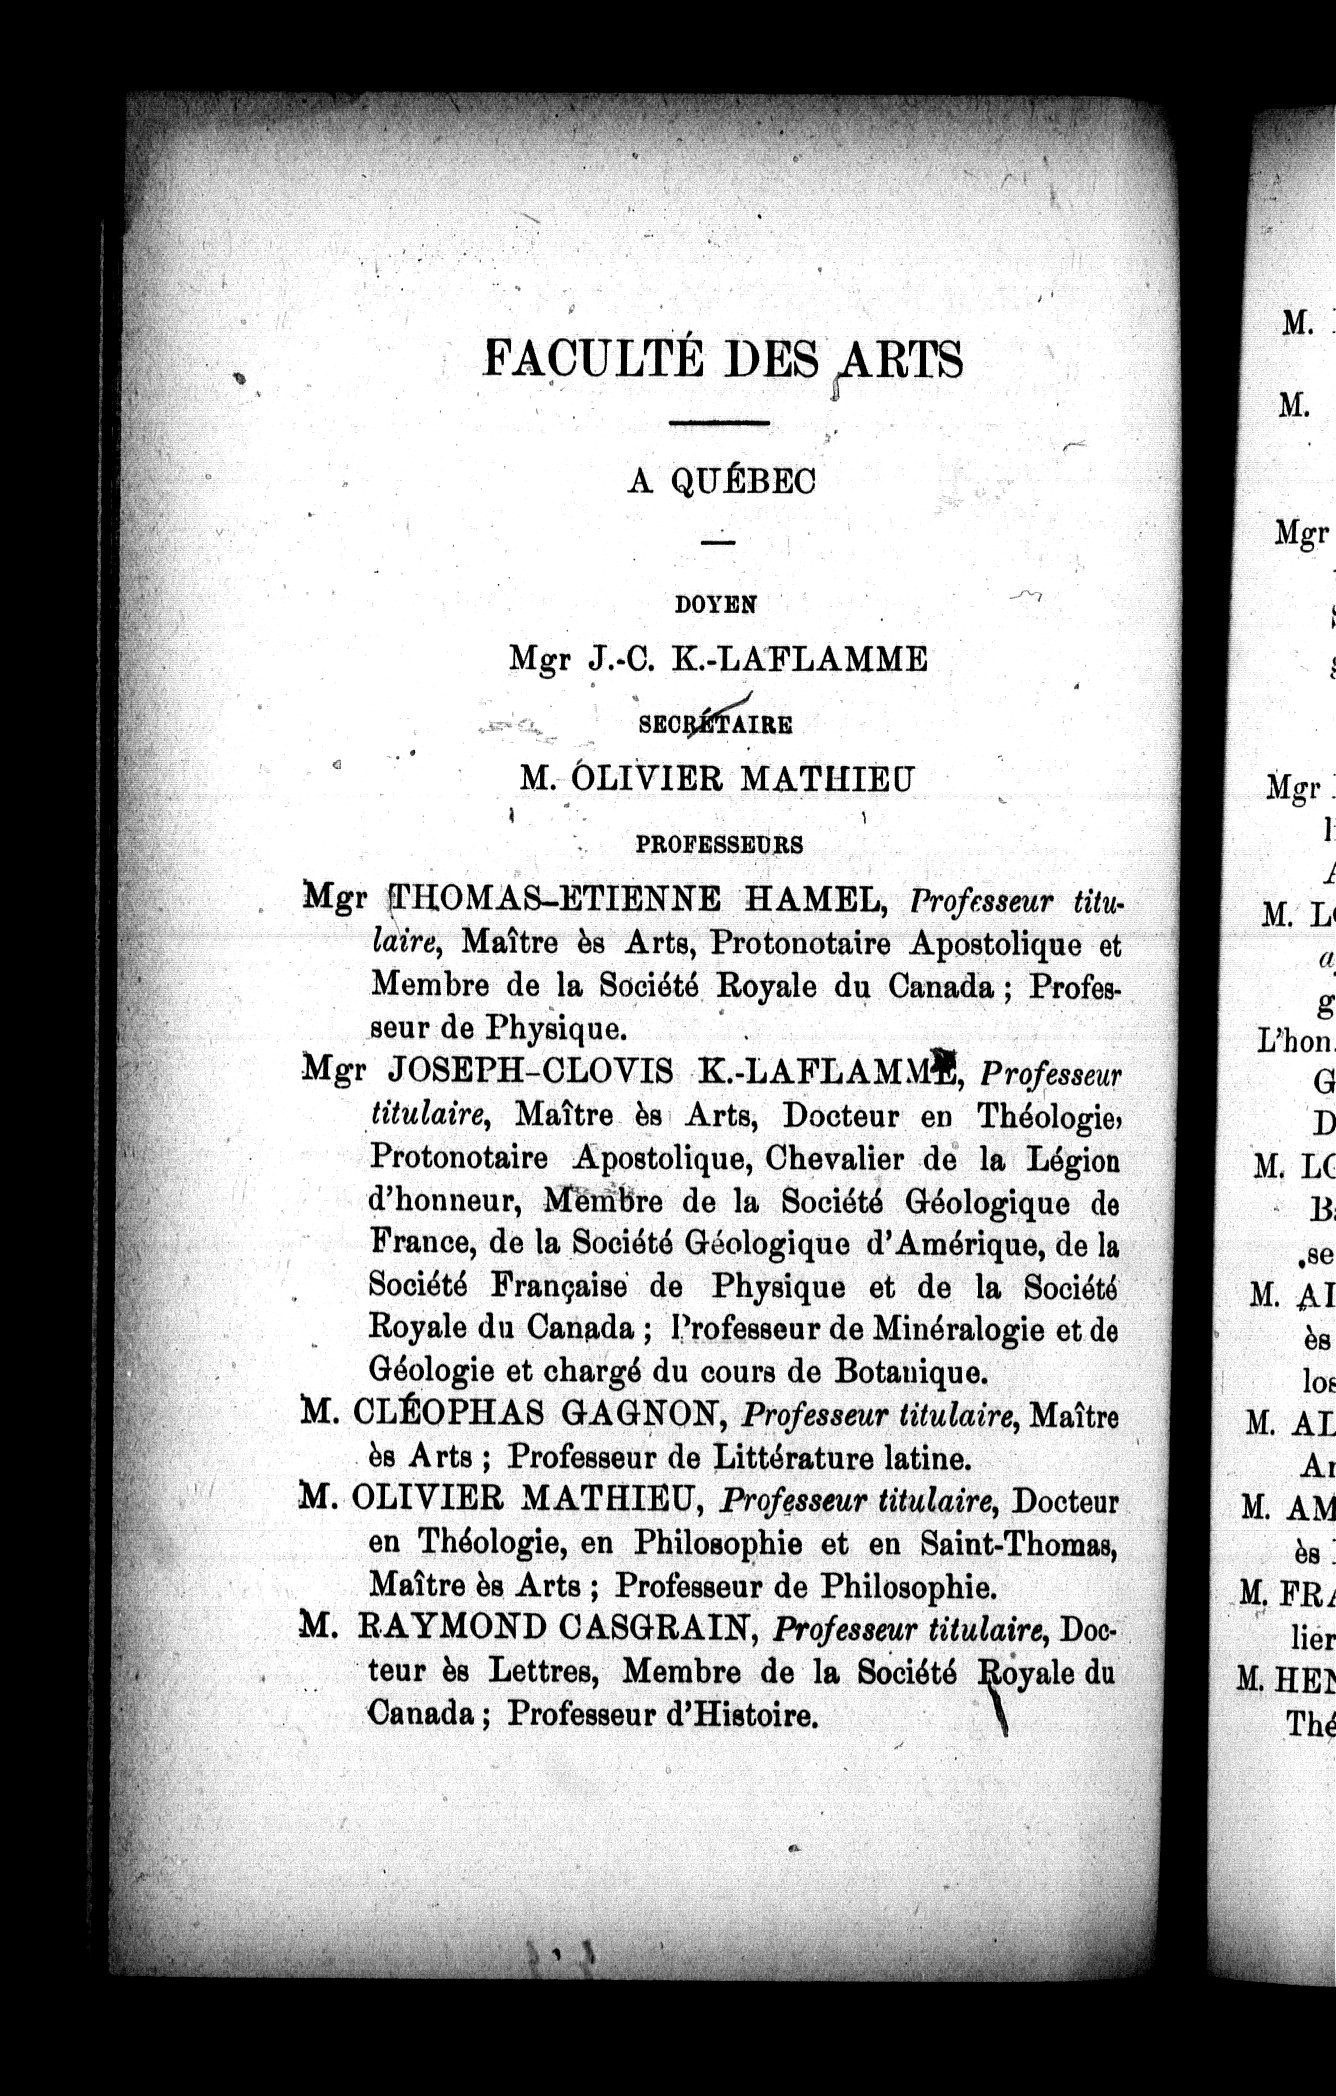 FACULTÉ DES ARTS
A QUÉBEC
DOYEN
Mgr J.-C. K.-LAFLAMME
SECRÉTAIRE
M. OLIVIER MATHIEU
PROFESSEURS
Mgr THOMAS-ETIENNE HAMEL, Professeur titu-
laire, Maître ès Arts, Protonotaire Apostolique et
Membre de la Société Royale du Canada ; Profes-
seur de Physique.
Mgr JOSEPH-CLOVIS K.-LAFLAMME, Professeur
titulaire, Maître ès Arts, Docteur en Théologie,
Protonotaire Apostolique, Chevalier de la Légion
d'honneur, Membre de la Société Géologique de
France, de la Société Géologique d'Amérique, de la
Société Française de Physique et de la Société
Royale du Canada ; Professeur de Minéralogie et de
Géologie et chargé du cours de Botanique.
M. CLÉOPHAS GAGNON, Professeur titulaire, Maître
ès Arts ; Professeur de Littérature latine.
M. OLIVIER MATHIEU, Professeur titulaire, Docteur
en Théologie, en Philosophie et en Saint-Thomas,
Maître ès Arts ; Professeur de Philosophie.
M. RAYMOND CASGRAIN, Professeur titulaire, Doc-
teur ès Lettres, Membre de la Société Royale du
Canada ; Professeur d'Histoire.
M.
M.
Mgr
Mgr
M.
L'hon.
M.
M.
ès
M.
M.
ès
M.
M.